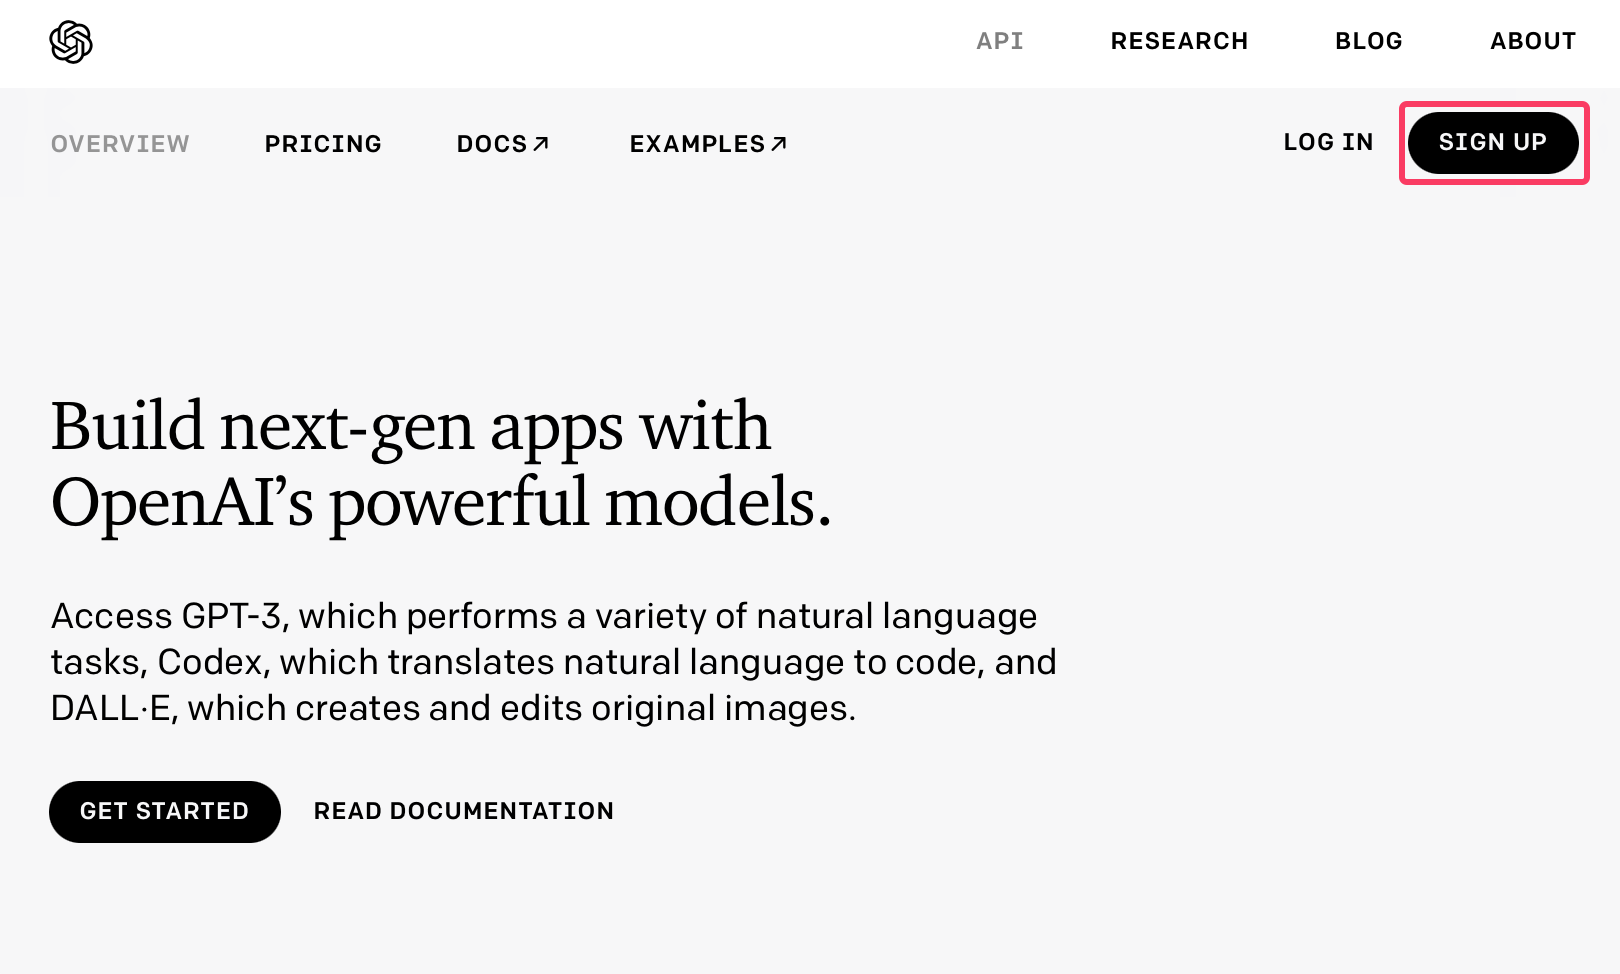 API RESEARCH BLOG ABOUT
OVERVIEW PRICING DOCS↗ EXAMPLES↗ LOG IN SIGN UP
Build next-gen apps with
OpenAI’s powerful models.
Access GPT-3, which performs a variety of natural language
tasks, Codex, which translates natural language to code, and
DALL·E, which creates and edits original images.
GET STARTED READ DOCUMENTATION